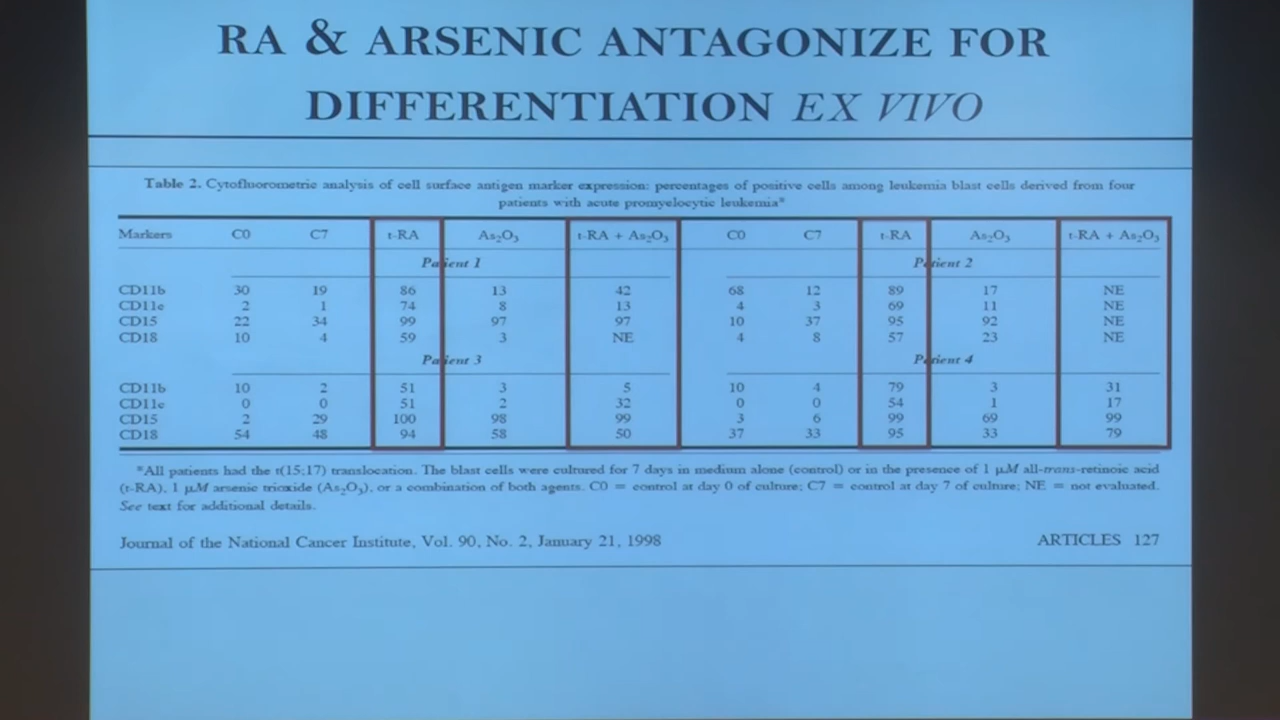 RA & ARSENIC ANTAGONIZE FOR
DIFFERENTIATION EX VIVO
Table 2. Cytofluorometric analysis of cell surface antigen marker expression: percentages of positive cells among leukemia blast cells derived from four
patients with acute promyelocytic leukemia*
Markers C0 C7 t-RA As₂O₃ t-RA + As₂O₃ C0 C7 t-RA As₂O₃ t-RA + As₂O₃
Patient 1 Patient 2
CD11b 30 19 86 13 42 68 12 89 17 NE
CD11c 2 1 74 8 13 4 3 69 11 NE
CD15 22 34 99 97 97 10 37 95 92 NE
CD18 10 4 59 3 NE 4 8 57 23 NE
Patient 3 Patient 4
CD11b 10 2 51 3 5 10 4 79 3 31
CD11c 0 0 51 2 32 0 0 54 1 17
CD15 2 29 100 98 99 3 6 99 69 99
CD18 54 48 94 58 50 37 33 95 33 79
*All patients had the t(15;17) translocation. The blast cells were cultured for 7 days in medium alone (control) or in the presence of 1 μM all-trans-retinoic acid
(t-RA), 1 μM arsenic trioxide (As₂O₃), or a combination of both agents. C0 = control at day 0 of culture; C7 = control at day 7 of culture; NE = not evaluated.
See text for additional details.
Journal of the National Cancer Institute, Vol. 90, No. 2, January 21, 1998 ARTICLES 127